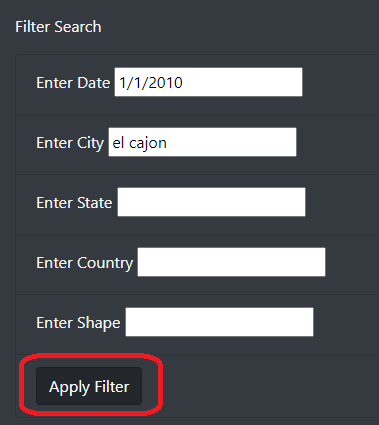 Filter Search
Enter Date 1/1/2010
Enter City el cajon
Enter State
Enter Country
Enter Shape
Apply Filter